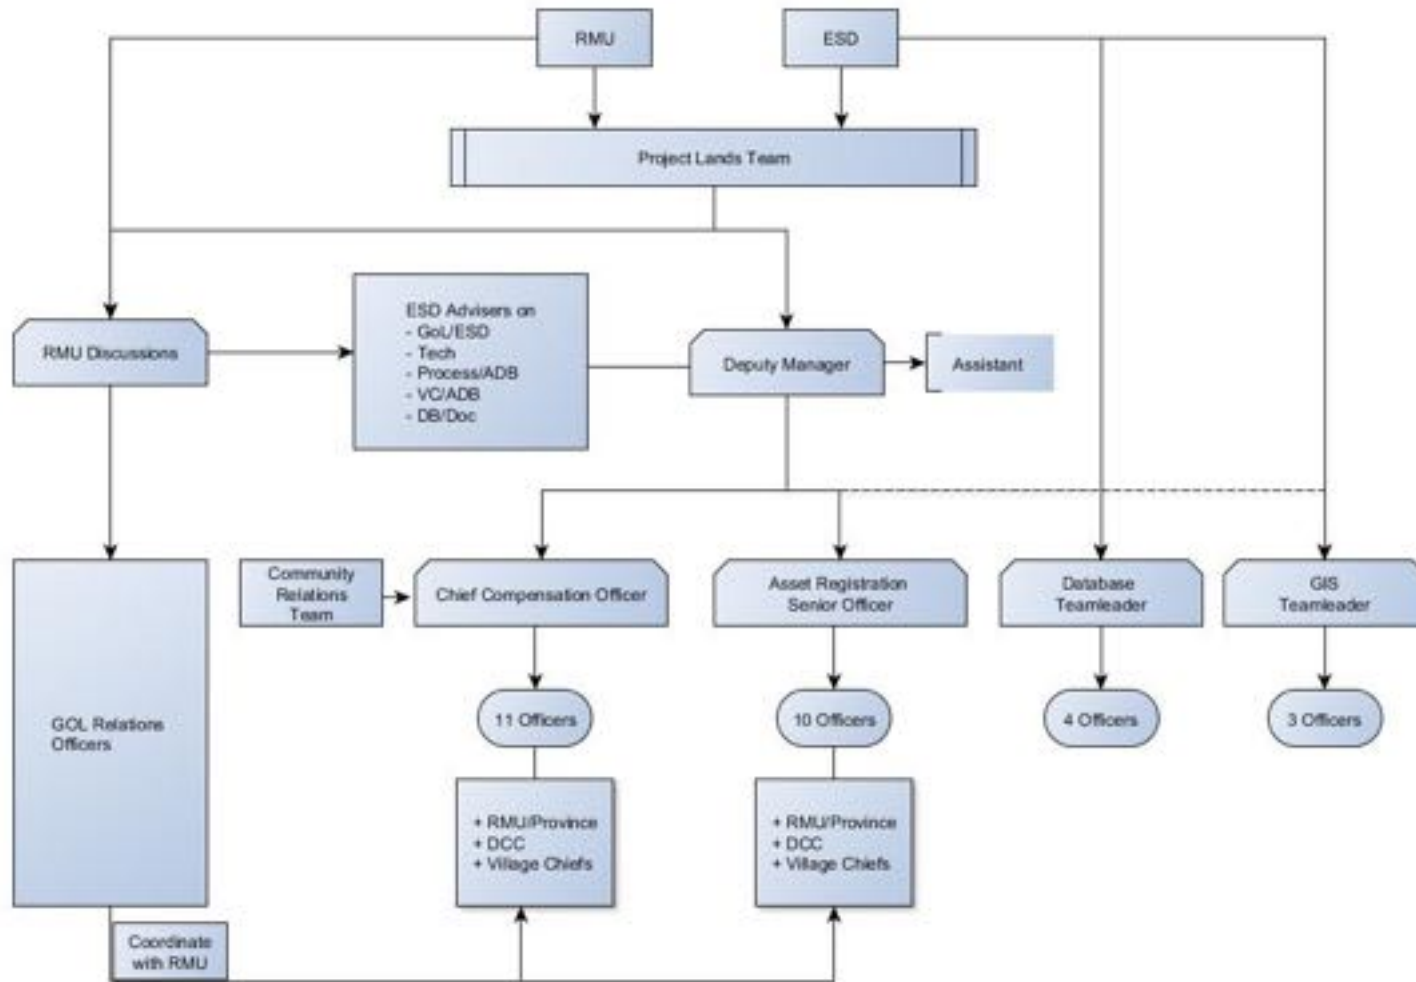 RMU
ESD
Project Lands Team
ESD Advisers on
- GoL/ESD
- Tech
- Process/ADB
- VC/ADB
- DB/Doc
RMU Discussions
Deputy Manager
Assistant
Community
Relations
Team
Chief Compensation Officer
Asset Registration
Senior Officer
Database
Teamleader
GIS
Teamleader
GOL Relations
Officers
11 Officers
10 Officers
4 Officers
3 Officers
+ RMU/Province
+ DCC
+ Village Chiefs
+ RMU/Province
+ DCC
+ Village Chiefs
Coordinate
with RMU